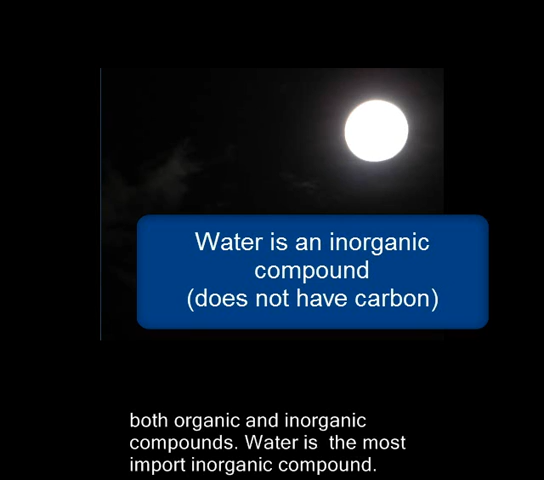 Water is an inorganic
compound
(does not have carbon)
both organic and inorganic
compounds. Water is  the most
import inorganic compound.